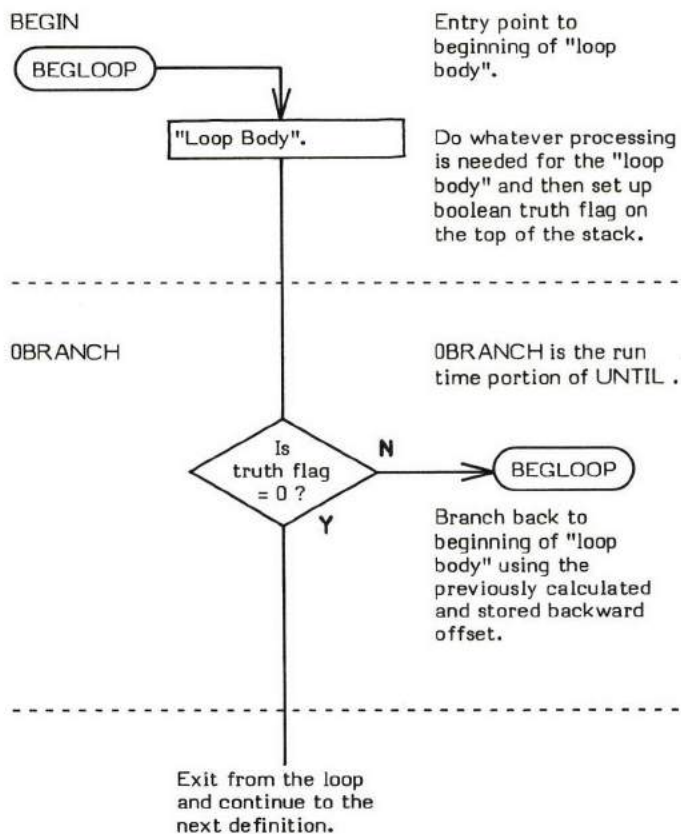 BEGIN
BEGLOOP
Entry point to
beginning of "loop
body".
"Loop Body".
Do whatever processing
is needed for the "loop
body" and then set up
boolean truth flag on
the top of the stack.
0BRANCH
0BRANCH is the run
time portion of UNTIL .
Is
truth flag
= 0 ?
N
BEGLOOP
Y
Branch back to
beginning of "loop
body" using the
previously calculated
and stored backward
offset.
Exit from the loop
and continue to the
next definition.